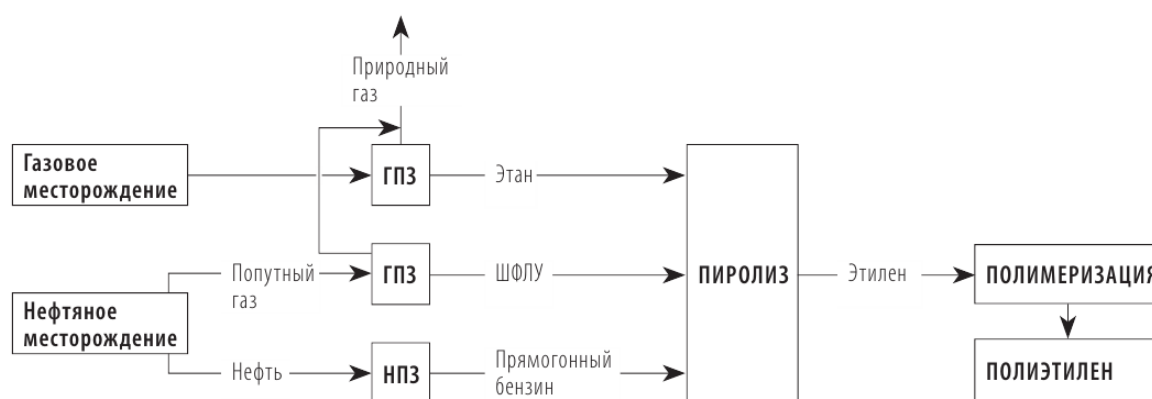 Природный
газ
Газовое
месторождение
ГПЗ
Этан
Попутный
газ
ГПЗ
ШФЛУ
ПИРОЛИЗ
Этилен
ПОЛИМЕРИЗАЦИЯ
Нефтяное
месторождение
Нефть
НПЗ
Прямогонный
бензин
ПОЛИЭТИЛЕН